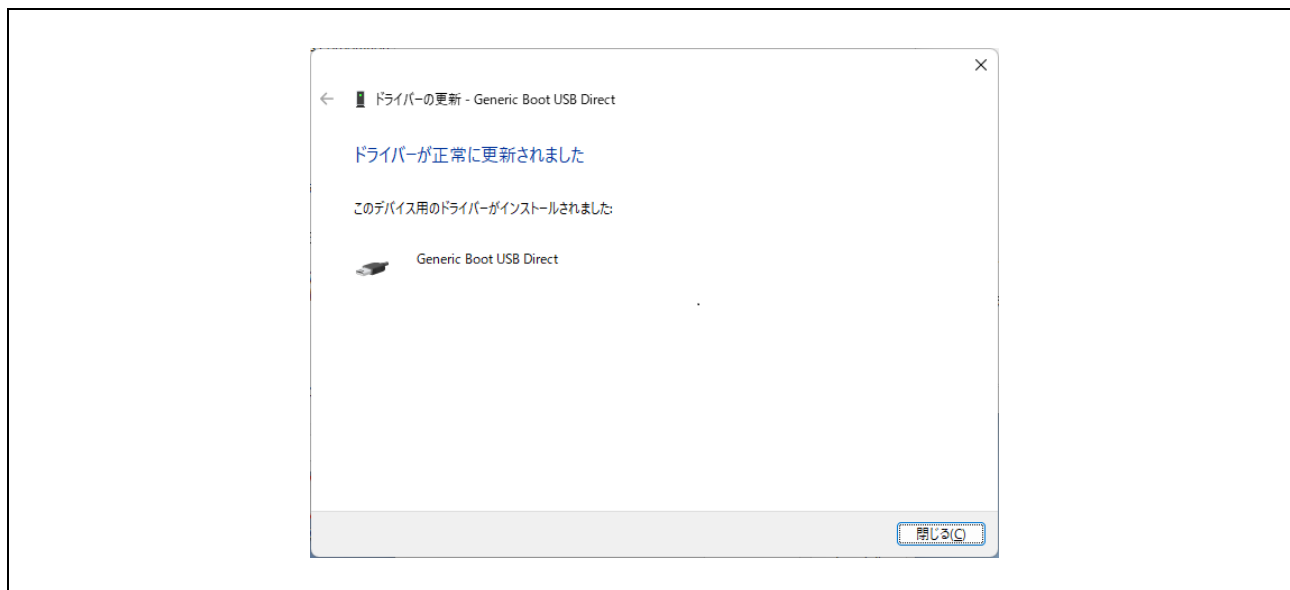 ドライバーの更新 - Generic Boot USB Direct
ドライバーが正常に更新されました
このデバイス用のドライバーがインストールされました:
Generic Boot USB Direct
閉じる(C)